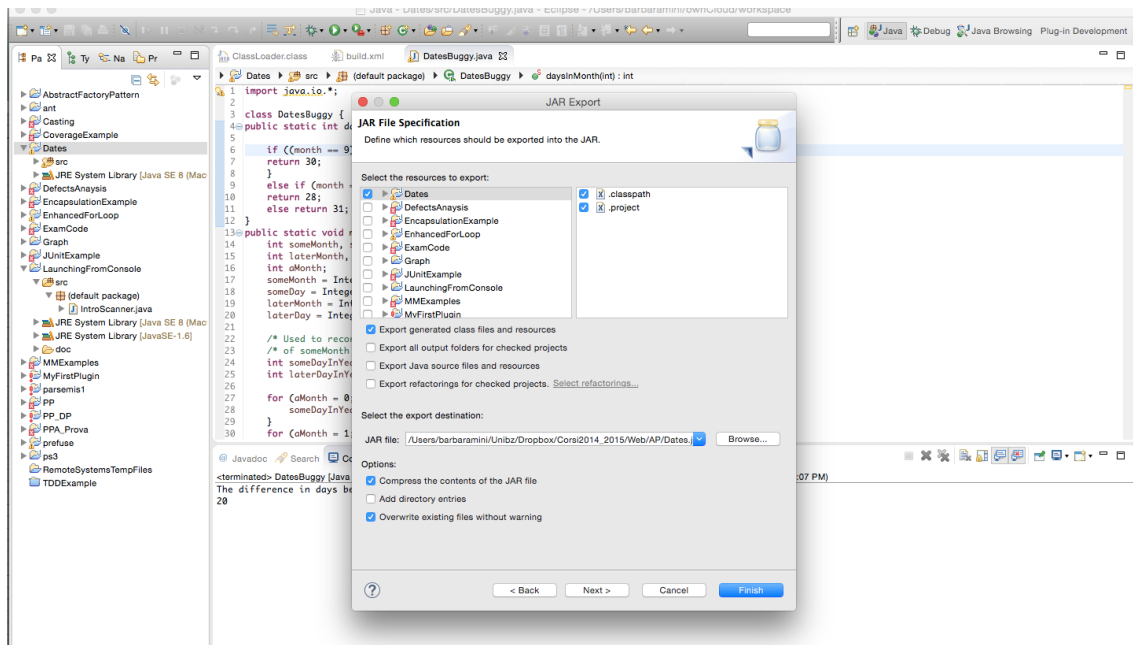 Java - Dates/src/DatesBuggy.java - Eclipse - /Users/barbaramini/ownCloud/workspace
Java Debug Java Browsing Plug-in Development
Pa Ty Na Pr
ClassLoader.class build.xml DatesBuggy.java
Dates src (default package) DatesBuggy daysInMonth(int) : int
AbstractFactoryPattern
ant
Casting
CoverageExample
Dates
src
JRE System Library [Java SE 8 (Mac
DefectsAnaysis
EncapsulationExample
EnhancedForLoop
ExamCode
Graph
JUnitExample
LaunchingFromConsole
src
(default package)
IntroScanner.java
JRE System Library [Java SE 8 (Mac
JRE System Library [JavaSE-1.6]
doc
MMExamples
MyFirstPlugin
parsemis1
PP
PP_DP
PPA_Prova
prefuse
ps3
RemoteSystemsTempFiles
TDDExample
1 import java.io.*;
2
3 class DatesBuggy {
4 public static int da
5
6 if ((month == 9)
7 return 30;
8 }
9 else if (month =
10 return 28;
11 else return 31;
12 }
13 public static void m
14 int someMonth, s
15 int laterMonth,
16 int aMonth;
17 someMonth = Inte
18 someDay = Intege
19 laterMonth = Int
20 laterDay = Integ
21
22 /* Used to recor
23 /* of someMonth
24 int someDayInYe
25 int laterDayInYe
26
27 for (aMonth = 0;
28 someDayInYea
29 }
30 for (aMonth = 1;
JAR Export
JAR File Specification
Define which resources should be exported into the JAR.
Select the resources to export:
Dates
DefectsAnaysis
EncapsulationExample
EnhancedForLoop
ExamCode
Graph
JUnitExample
LaunchingFromConsole
MMExamples
MyFirstPlugin
.classpath
.project
Export generated class files and resources
Export all output folders for checked projects
Export Java source files and resources
Export refactorings for checked projects. Select refactorings...
Select the export destination:
JAR file: /Users/barbaramini/Unibz/Dropbox/Corsi2014_2015/Web/AP/Dates.j Browse...
Options:
Compress the contents of the JAR file
Add directory entries
Overwrite existing files without warning
? < Back Next > Cancel Finish
@ Javadoc Search Co
<terminated> DatesBuggy [Java :07 PM)
The difference in days be
20